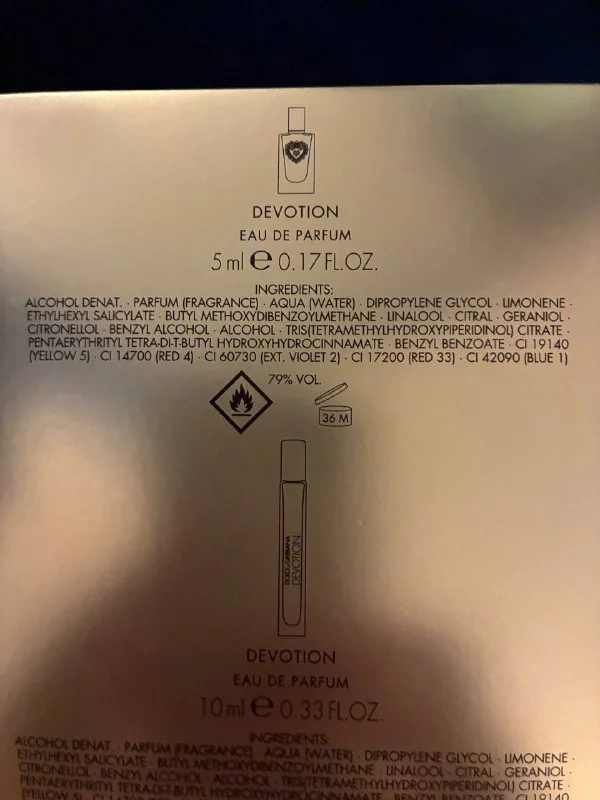 DEVOTION
EAU DE PARFUM
5 ml e 0.17 FL.OZ.
INGREDIENTS:
ALCOHOL DENAT. · PARFUM (FRAGRANCE) · AQUA (WATER) · DIPROPYLENE GLYCOL · LIMONENE ·
ETHYLHEXYL SALICYLATE · BUTYL METHOXYDIBENZOYLMETHANE · LINALOOL · CITRAL · GERANIOL ·
CITRONELLOL · BENZYL ALCOHOL · ALCOHOL · TRIS(TETRAMETHYLHYDROXYPIPERIDINOL) CITRATE ·
PENTAERYTHRITYL TETRA-DI-T-BUTYL HYDROXYHYDROCINNAMATE · BENZYL BENZOATE · CI 19140
(YELLOW 5) · CI 14700 (RED 4) · CI 60730 (EXT. VIOLET 2) · CI 17200 (RED 33) · CI 42090 (BLUE 1)
79% VOL.
36 M
DOLCE&GABBANA
DEVOTION
DEVOTION
EAU DE PARFUM
10 ml e 0.33 FL.OZ.
INGREDIENTS:
ALCOHOL DENAT. · PARFUM (FRAGRANCE) · AQUA (WATER) · DIPROPYLENE GLYCOL · LIMONENE ·
ETHYLHEXYL SALICYLATE · BUTYL METHOXYDIBENZOYLMETHANE · LINALOOL · CITRAL · GERANIOL ·
CITRONELLOL · BENZYL ALCOHOL · ALCOHOL · TRIS(TETRAMETHYLHYDROXYPIPERIDINOL) CITRATE ·
PENTAERYTHRITYL TETRA-DI-T-BUTYL HYDROXYHYDROCINNAMATE · BENZYL BENZOATE · CI 19140
(YELLOW 5)